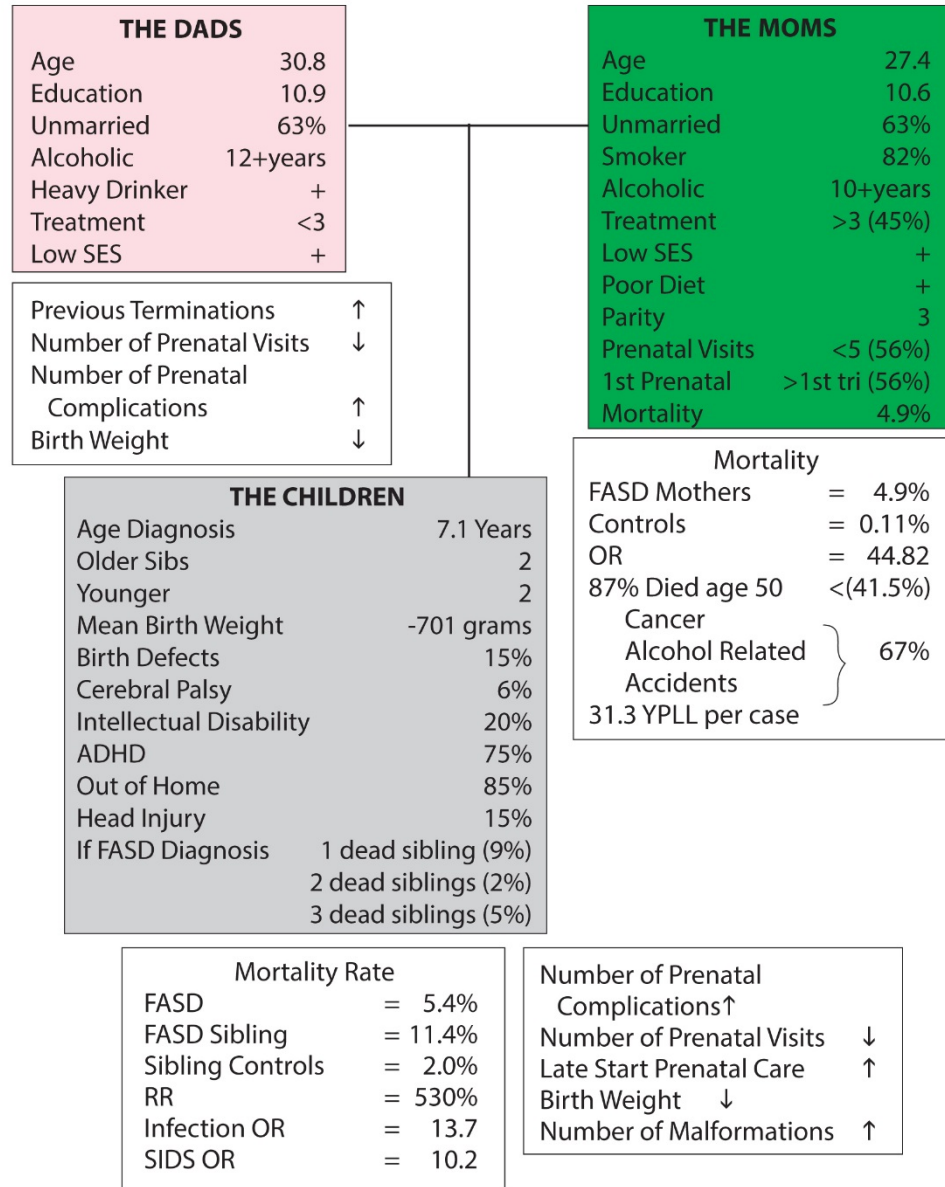 THE DADS
Age 30.8
Education 10.9
Unmarried 63%
Alcoholic 12+years
Heavy Drinker +
Treatment <3
Low SES +
THE MOMS
Age 27.4
Education 10.6
Unmarried 63%
Smoker 82%
Alcoholic 10+years
Treatment >3 (45%)
Low SES +
Poor Diet +
Parity 3
Prenatal Visits <5 (56%)
1st Prenatal >1st tri (56%)
Mortality 4.9%
Previous Terminations ↑
Number of Prenatal Visits ↓
Number of Prenatal
Complications ↑
Birth Weight ↓
Mortality
FASD Mothers = 4.9%
Controls = 0.11%
OR = 44.82
87% Died age 50 <(41.5%)
Cancer
Alcohol Related 67%
Accidents
31.3 YPLL per case
THE CHILDREN
Age Diagnosis 7.1 Years
Older Sibs 2
Younger 2
Mean Birth Weight -701 grams
Birth Defects 15%
Cerebral Palsy 6%
Intellectual Disability 20%
ADHD 75%
Out of Home 85%
Head Injury 15%
If FASD Diagnosis 1 dead sibling (9%)
2 dead siblings (2%)
3 dead siblings (5%)
Mortality Rate
FASD = 5.4%
FASD Sibling = 11.4%
Sibling Controls = 2.0%
RR = 530%
Infection OR = 13.7
SIDS OR = 10.2
Number of Prenatal
Complications↑
Number of Prenatal Visits ↓
Late Start Prenatal Care ↑
Birth Weight ↓
Number of Malformations ↑